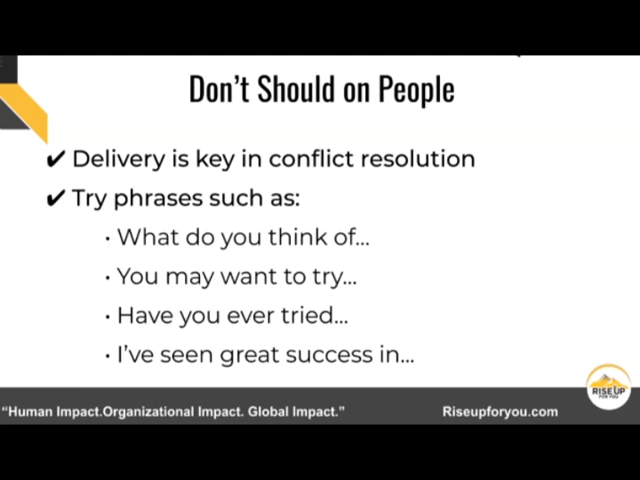 Don't Should on People
✔ Delivery is key in conflict resolution
✔ Try phrases such as:
• What do you think of...
• You may want to try...
• Have you ever tried...
• I've seen great success in...
RISE UP
FOR YOU
“Human Impact.Organizational Impact. Global Impact.”
Riseupforyou.com